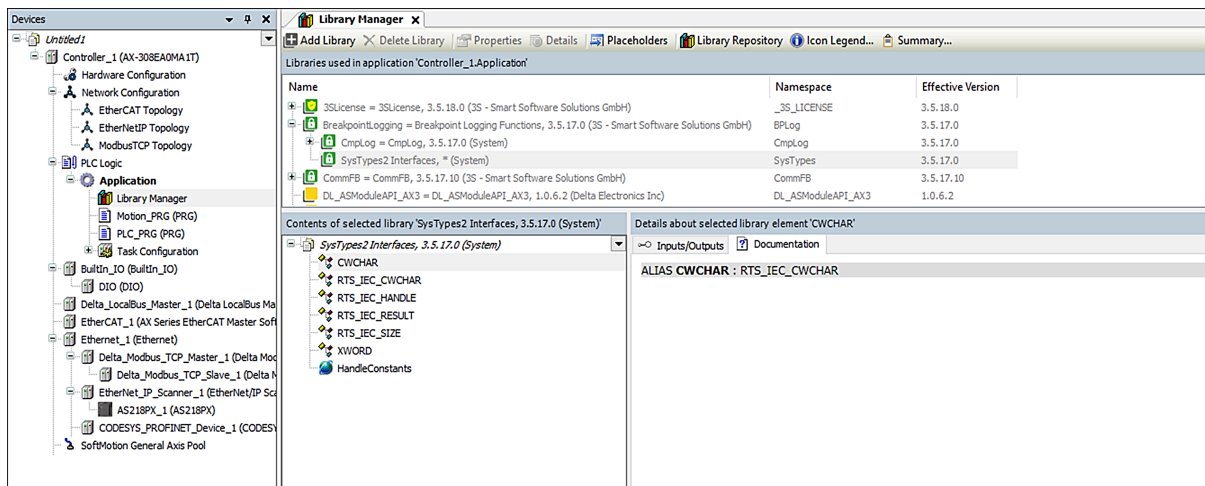 Devices
Untitled1
Controller_1 (AX-308EA0MA1T)
Hardware Configuration
Network Configuration
EtherCAT Topology
EtherNetIP Topology
ModbusTCP Topology
PLC Logic
Application
Library Manager
Motion_PRG (PRG)
PLC_PRG (PRG)
Task Configuration
BuiltIn_IO (BuiltIn_IO)
DIO (DIO)
Delta_LocalBus_Master_1 (Delta LocalBus Ma
EtherCAT_1 (AX Series EtherCAT Master Soft
Ethernet_1 (Ethernet)
Delta_Modbus_TCP_Master_1 (Delta Moc
Delta_Modbus_TCP_Slave_1 (Delta M
EtherNet_IP_Scanner_1 (EtherNet/IP Sca
AS218PX_1 (AS218PX)
CODESYS_PROFINET_Device_1 (CODESY
SoftMotion General Axis Pool
Library Manager
Add Library Delete Library Properties Details Placeholders Library Repository Icon Legend... Summary...
Libraries used in application 'Controller_1.Application'
Name Namespace Effective Version
3SLicense = 3SLicense, 3.5.18.0 (3S - Smart Software Solutions GmbH) _3S_LICENSE 3.5.18.0
BreakpointLogging = Breakpoint Logging Functions, 3.5.17.0 (3S - Smart Software Solutions GmbH) BPLog 3.5.17.0
CmpLog = CmpLog, 3.5.17.0 (System) CmpLog 3.5.17.0
SysTypes2 Interfaces, * (System) SysTypes 3.5.17.0
CommFB = CommFB, 3.5.17.10 (3S - Smart Software Solutions GmbH) CommFB 3.5.17.10
DL_ASModuleAPI_AX3 = DL_ASModuleAPI_AX3, 1.0.6.2 (Delta Electronics Inc) DL_ASModuleAPI_AX3 1.0.6.2
Contents of selected library 'SysTypes2 Interfaces, 3.5.17.0 (System)'
SysTypes2 Interfaces, 3.5.17.0 (System)
CWCHAR
RTS_IEC_CWCHAR
RTS_IEC_HANDLE
RTS_IEC_RESULT
RTS_IEC_SIZE
XWORD
HandleConstants
Details about selected library element 'CWCHAR'
Inputs/Outputs Documentation
ALIAS CWCHAR : RTS_IEC_CWCHAR